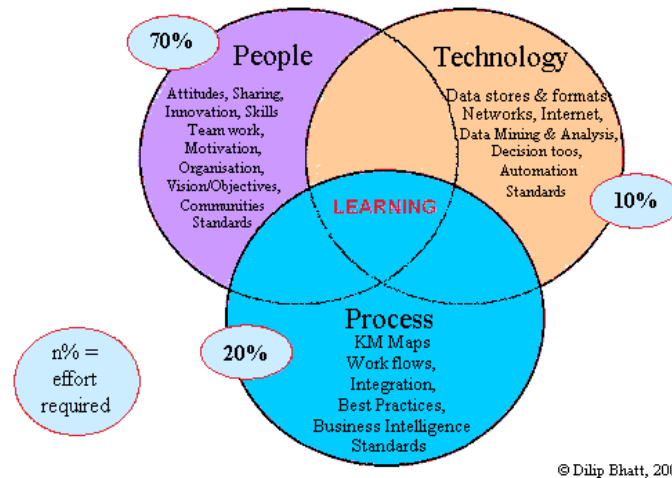 70%
People
Attitudes, Sharing,
Innovation, Skills
Team work,
Motivation,
Organisation,
Vision/Objectives,
Communities
Standards
Technology
Data stores & formats
Networks, Internet,
Data Mining & Analysis,
Decision toos,
Automation
Standards
10%
LEARNING
Process
KM Maps
Work flows,
Integration,
Best Practices,
Business Intelligence
Standards
20%
n% =
effort
required
© Dilip Bhatt,